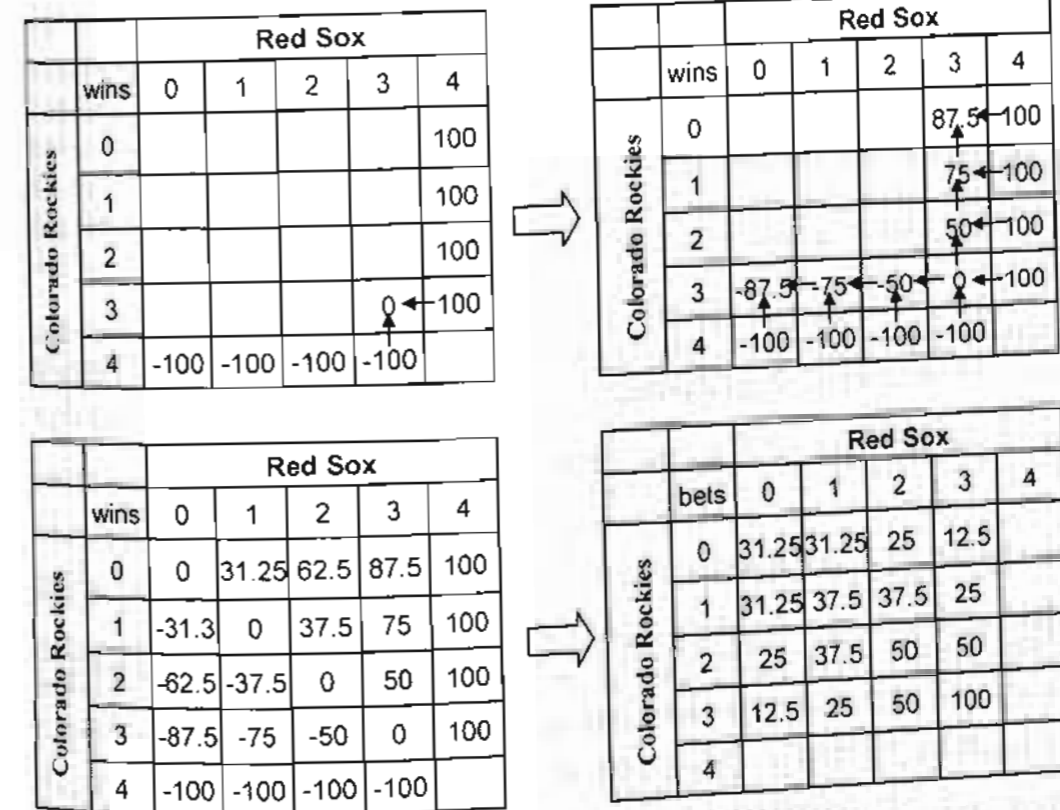 Red Sox
wins 0 1 2 3 4
Colorado Rockies
0 100
1 100
2 100
3 0 100
4 -100 -100 -100 -100
Red Sox
wins 0 1 2 3 4
Colorado Rockies
0 87.5 100
1 75 100
2 50 100
3 -87.5 -75 -50 0 100
4 -100 -100 -100 -100
Red Sox
wins 0 1 2 3 4
Colorado Rockies
0 0 31.25 62.5 87.5 100
1 -31.3 0 37.5 75 100
2 -62.5 -37.5 0 50 100
3 -87.5 -75 -50 0 100
4 -100 -100 -100 -100
Red Sox
bets 0 1 2 3 4
Colorado Rockies
0 31.25 31.25 25 12.5
1 31.25 37.5 37.5 25
2 25 37.5 50 50
3 12.5 25 50 100
4